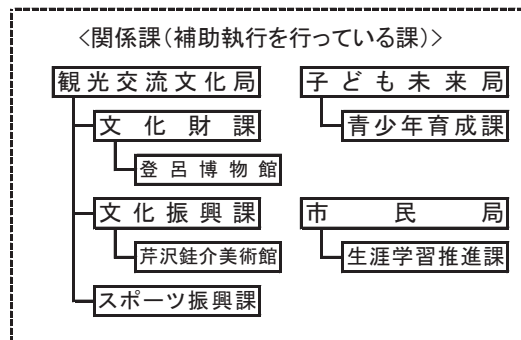 <関係課(補助執行を行っている課)>
観光交流文化局
文化財課
登呂博物館
文化振興課
芹沢銈介美術館
スポーツ振興課
子ども未来局
青少年育成課
市民局
生涯学習推進課